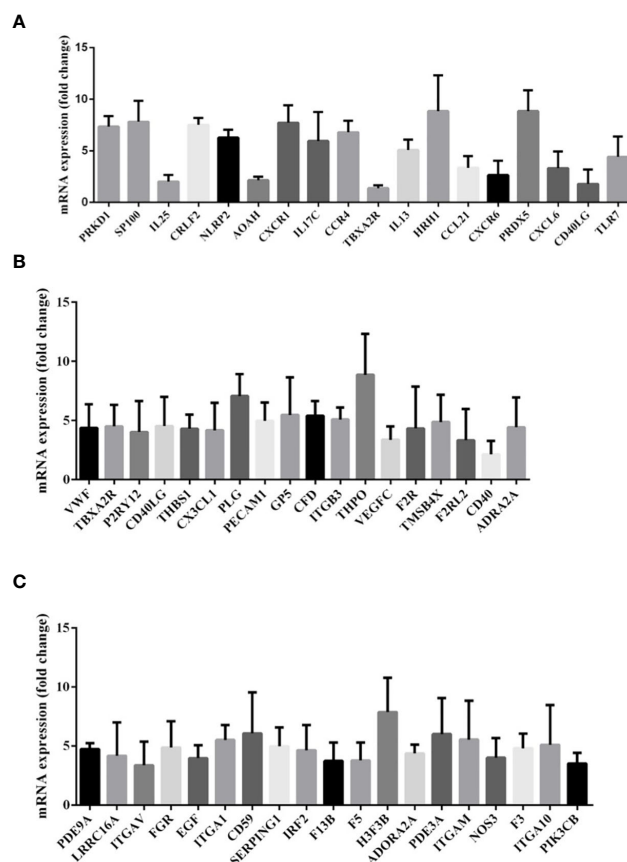 A
mRNA expression (fold change)
15
10
5
0
PRKD1
SP100
IL25
CRLF2
NLRP2
AOAH
CXCR1
IL17C
CCR4
TBXA2R
IL13
HRH1
CCL21
CXCR6
PRDX5
CXCL6
CD40LG
TLR7
B
mRNA expression (fold change)
15
10
5
0
VWF
TBXA2R
P2RY12
CD40LG
THBS1
CX3CL1
PLG
PECAM1
GP5
CFD
ITGB3
THPO
VEGFC
F2R
TMSB4X
F2RL2
CD40
ADRA2A
C
mRNA expression (fold change)
15
10
5
0
PDE9A
LRRC16A
ITGAV
FGR
EGF
ITGA1
CD59
SERPING1
IRF2
F13B
F5
H3F3B
ADORA2A
PDE3A
ITGAM
NOS3
F3
ITGA10
PIK3CB